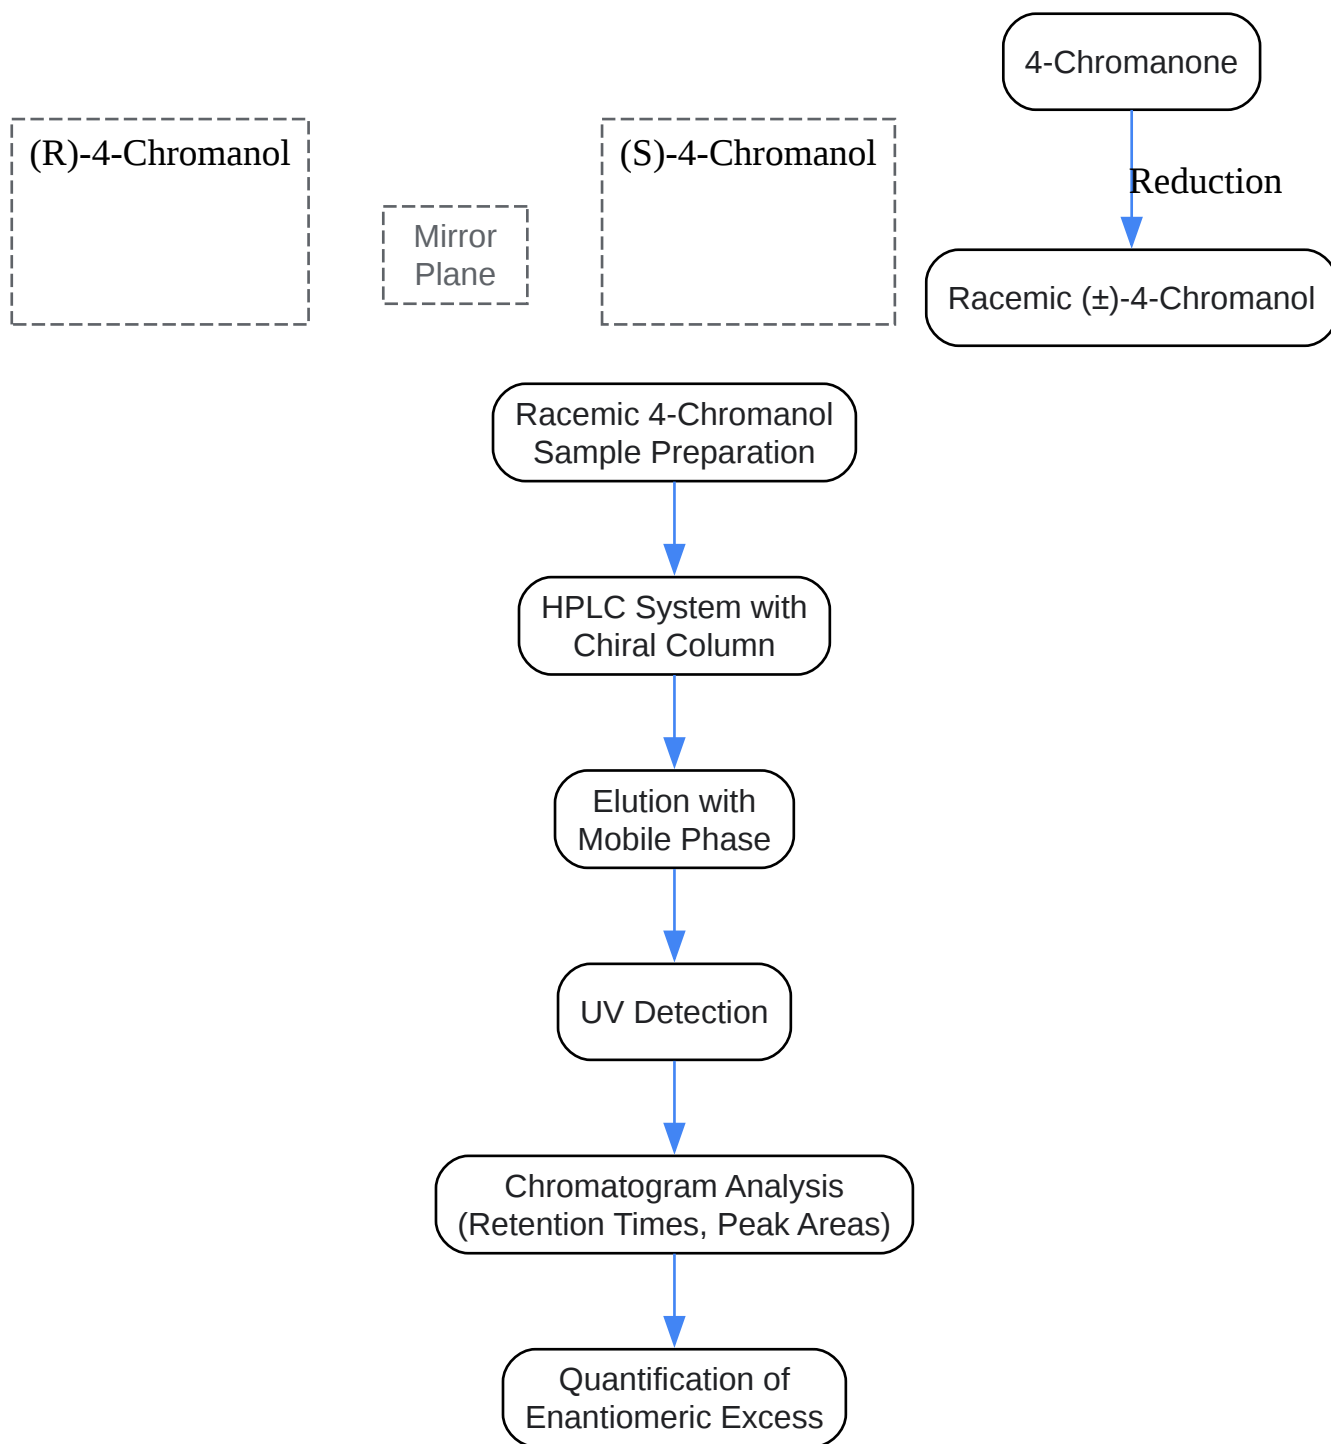 4-Chromanone
(R)-4-Chromanol
(S)-4-Chromanol
Reduction
Mirror
Plane
Racemic (±)-4-Chromanol
Racemic 4-Chromanol
Sample Preparation
HPLC System with
Chiral Column
Elution with
Mobile Phase
UV Detection
Chromatogram Analysis
(Retention Times, Peak Areas)
Quantification of
Enantiomeric Excess